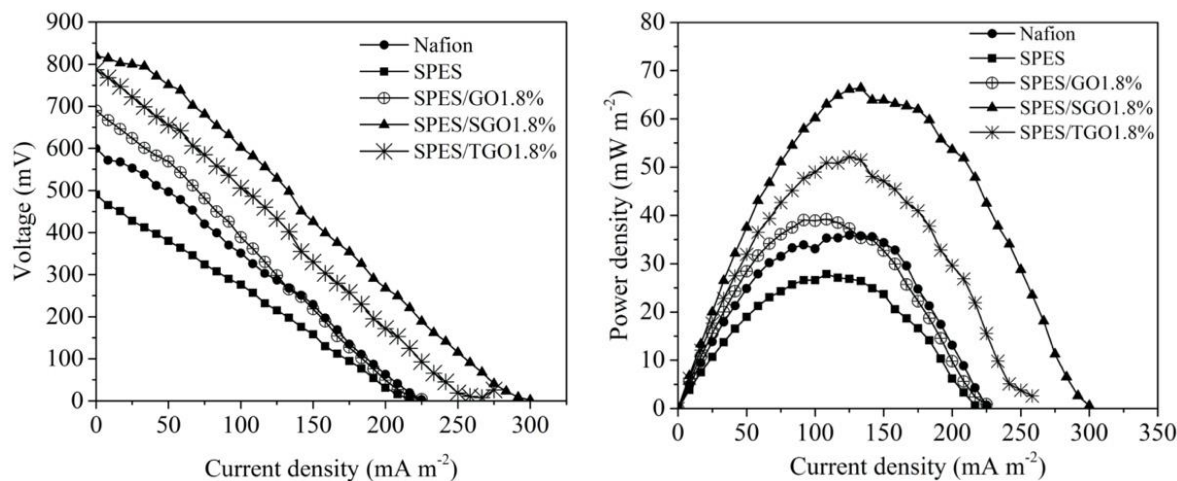 900
800
700
600
500
400
300
200
100
0
Voltage (mV)
Nafion
SPES
SPES/GO1.8%
SPES/SGO1.8%
SPES/TGO1.8%
0 50 100 150 200 250 300
Current density (mA m⁻²)
80
70
60
50
40
30
20
10
0
Power density (mW m⁻²)
Nafion
SPES
SPES/GO1.8%
SPES/SGO1.8%
SPES/TGO1.8%
0 50 100 150 200 250 300 350
Current density (mA m⁻²)